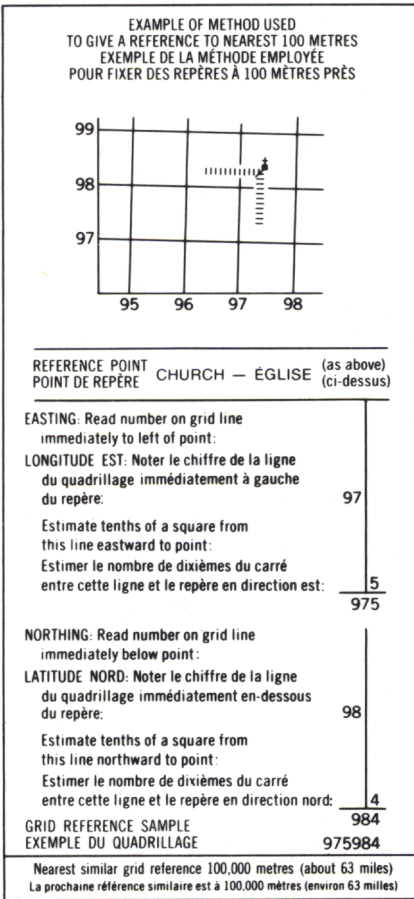 EXAMPLE OF METHOD USED
TO GIVE A REFERENCE TO NEAREST 100 METRES
EXEMPLE DE LA MÉTHODE EMPLOYÉE
POUR FIXER DES REPÈRES À 100 MÈTRES PRÈS
99
98
97
95 96 97 98
REFERENCE POINT
POINT DE REPÈRE CHURCH — ÉGLISE (as above)
(ci-dessus)
EASTING: Read number on grid line
immediately to left of point:
LONGITUDE EST: Noter le chiffre de la ligne
du quadrillage immédiatement à gauche
du repère: 97
Estimate tenths of a square from
this line eastward to point:
Estimer le nombre de dixièmes du carré
entre cette ligne et le repère en direction est: 5
975
NORTHING: Read number on grid line
immediately below point:
LATITUDE NORD: Noter le chiffre de la ligne
du quadrillage immédiatement en-dessous
du repère: 98
Estimate tenths of a square from
this line northward to point:
Estimer le nombre de dixièmes du carré
entre cette ligne et le repère en direction nord: 4
984
GRID REFERENCE SAMPLE
EXEMPLE DU QUADRILLAGE 975984
Nearest similar grid reference 100,000 metres (about 63 miles)
La prochaine référence similaire est à 100,000 mètres (environ 63 milles)